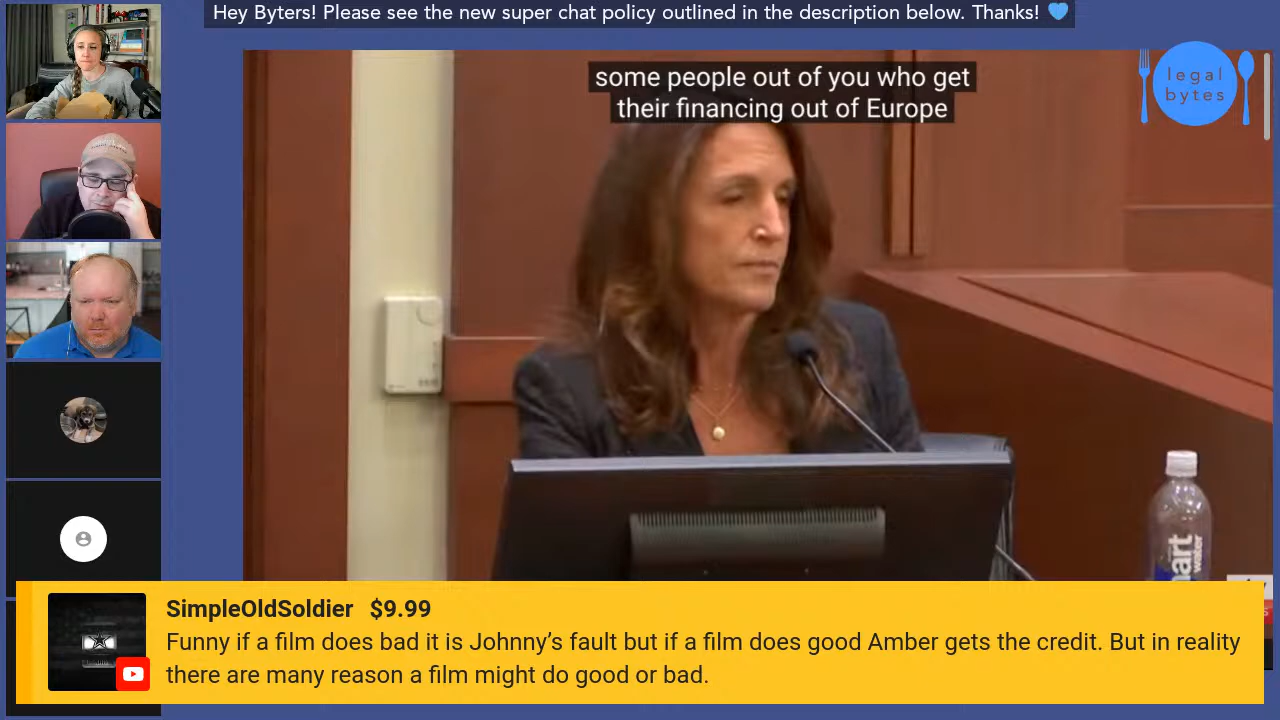 Hey Byters! Please see the new super chat policy outlined in the description below. Thanks! 💙
legal
bytes
some people out of you who get
their financing out of Europe
SimpleOldSoldier $9.99
Funny if a film does bad it is Johnny’s fault but if a film does good Amber gets the credit. But in reality
there are many reason a film might do good or bad.